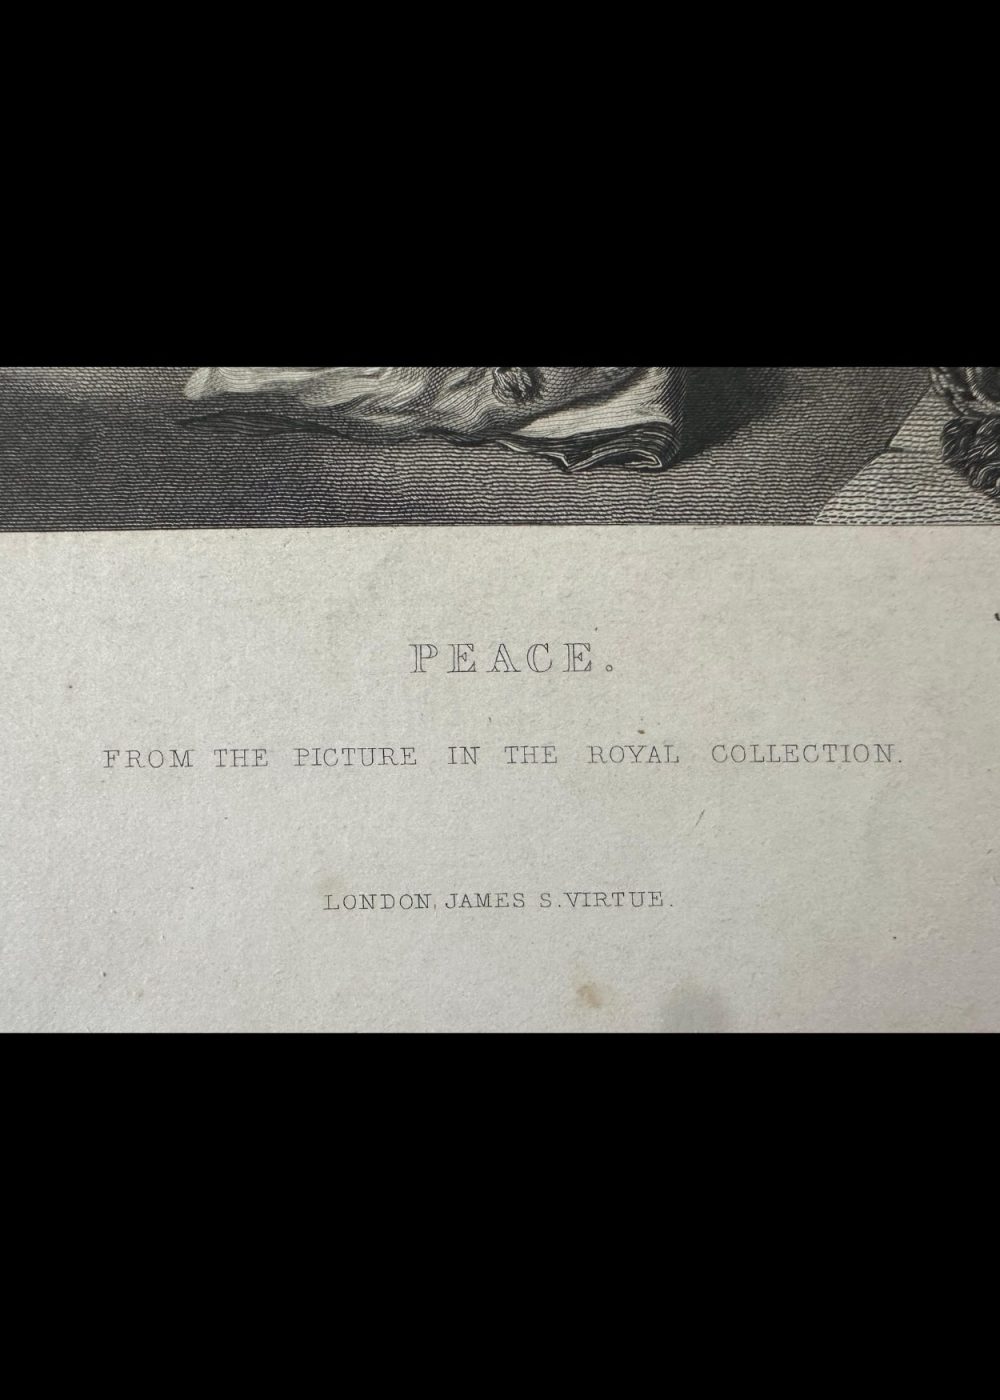 PEACE.
FROM THE PICTURE IN THE ROYAL COLLECTION.
LONDON, JAMES S. VIRTUE.